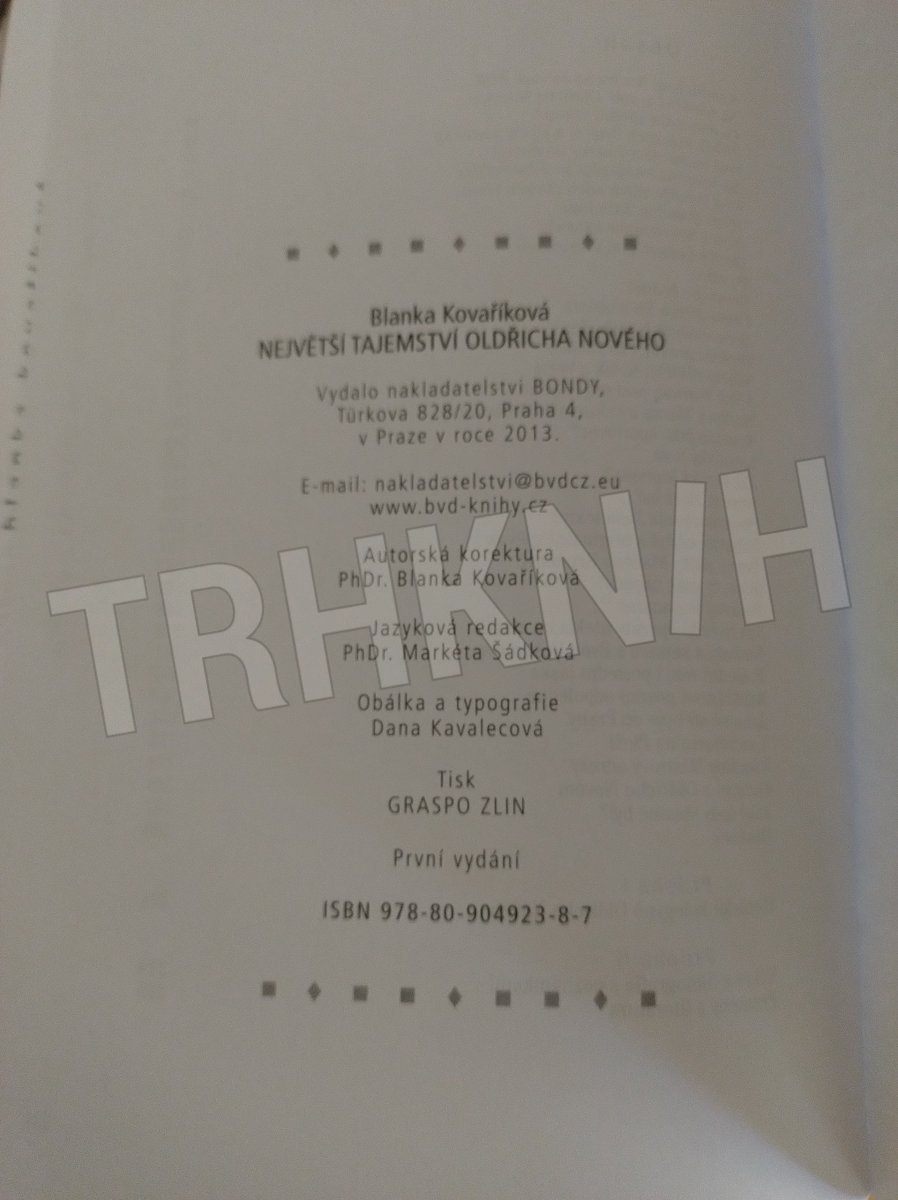 Blanka Kovaříková
NEJVĚTŠÍ TAJEMSTVÍ OLDŘICHA NOVÉHO
Vydalo nakladatelství BONDY,
Türkova 828/20, Praha 4,
v Praze v roce 2013.
E-mail: nakladatelstvi@bvdcz.eu
www.bvd-knihy.cz
Autorská korektura
PhDr. Blanka Kovaříková
Jazyková redakce
PhDr. Markéta Šádková
Obálka a typografie
Dana Kavalecová
Tisk
GRASPO ZLIN
První vydání
ISBN 978-80-904923-8-7
TRHKNIH